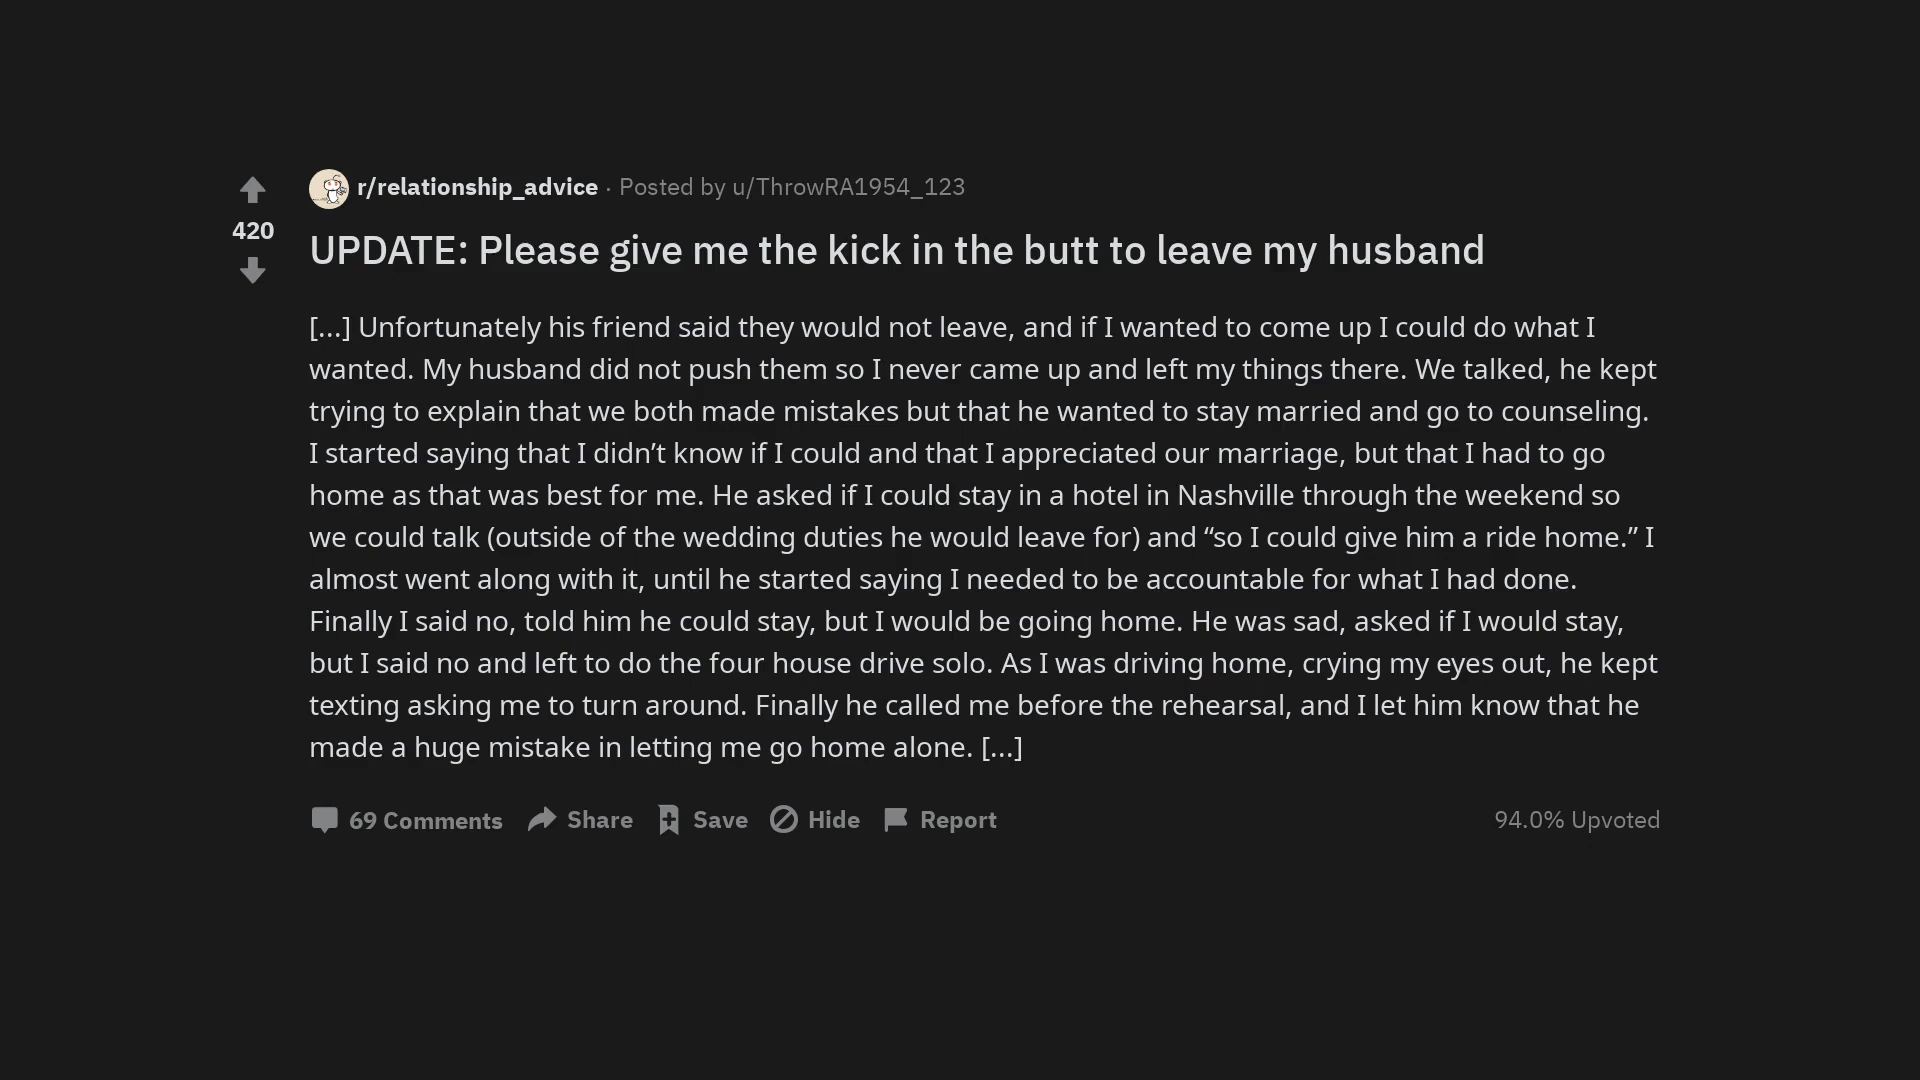 r/relationship_advice · Posted by u/ThrowRA1954_123
420
UPDATE: Please give me the kick in the butt to leave my husband
[...] Unfortunately his friend said they would not leave, and if I wanted to come up I could do what I
wanted. My husband did not push them so I never came up and left my things there. We talked, he kept
trying to explain that we both made mistakes but that he wanted to stay married and go to counseling.
I started saying that I didn’t know if I could and that I appreciated our marriage, but that I had to go
home as that was best for me. He asked if I could stay in a hotel in Nashville through the weekend so
we could talk (outside of the wedding duties he would leave for) and “so I could give him a ride home.” I
almost went along with it, until he started saying I needed to be accountable for what I had done.
Finally I said no, told him he could stay, but I would be going home. He was sad, asked if I would stay,
but I said no and left to do the four house drive solo. As I was driving home, crying my eyes out, he kept
texting asking me to turn around. Finally he called me before the rehearsal, and I let him know that he
made a huge mistake in letting me go home alone. [...]
69 Comments Share Save Hide Report 94.0% Upvoted